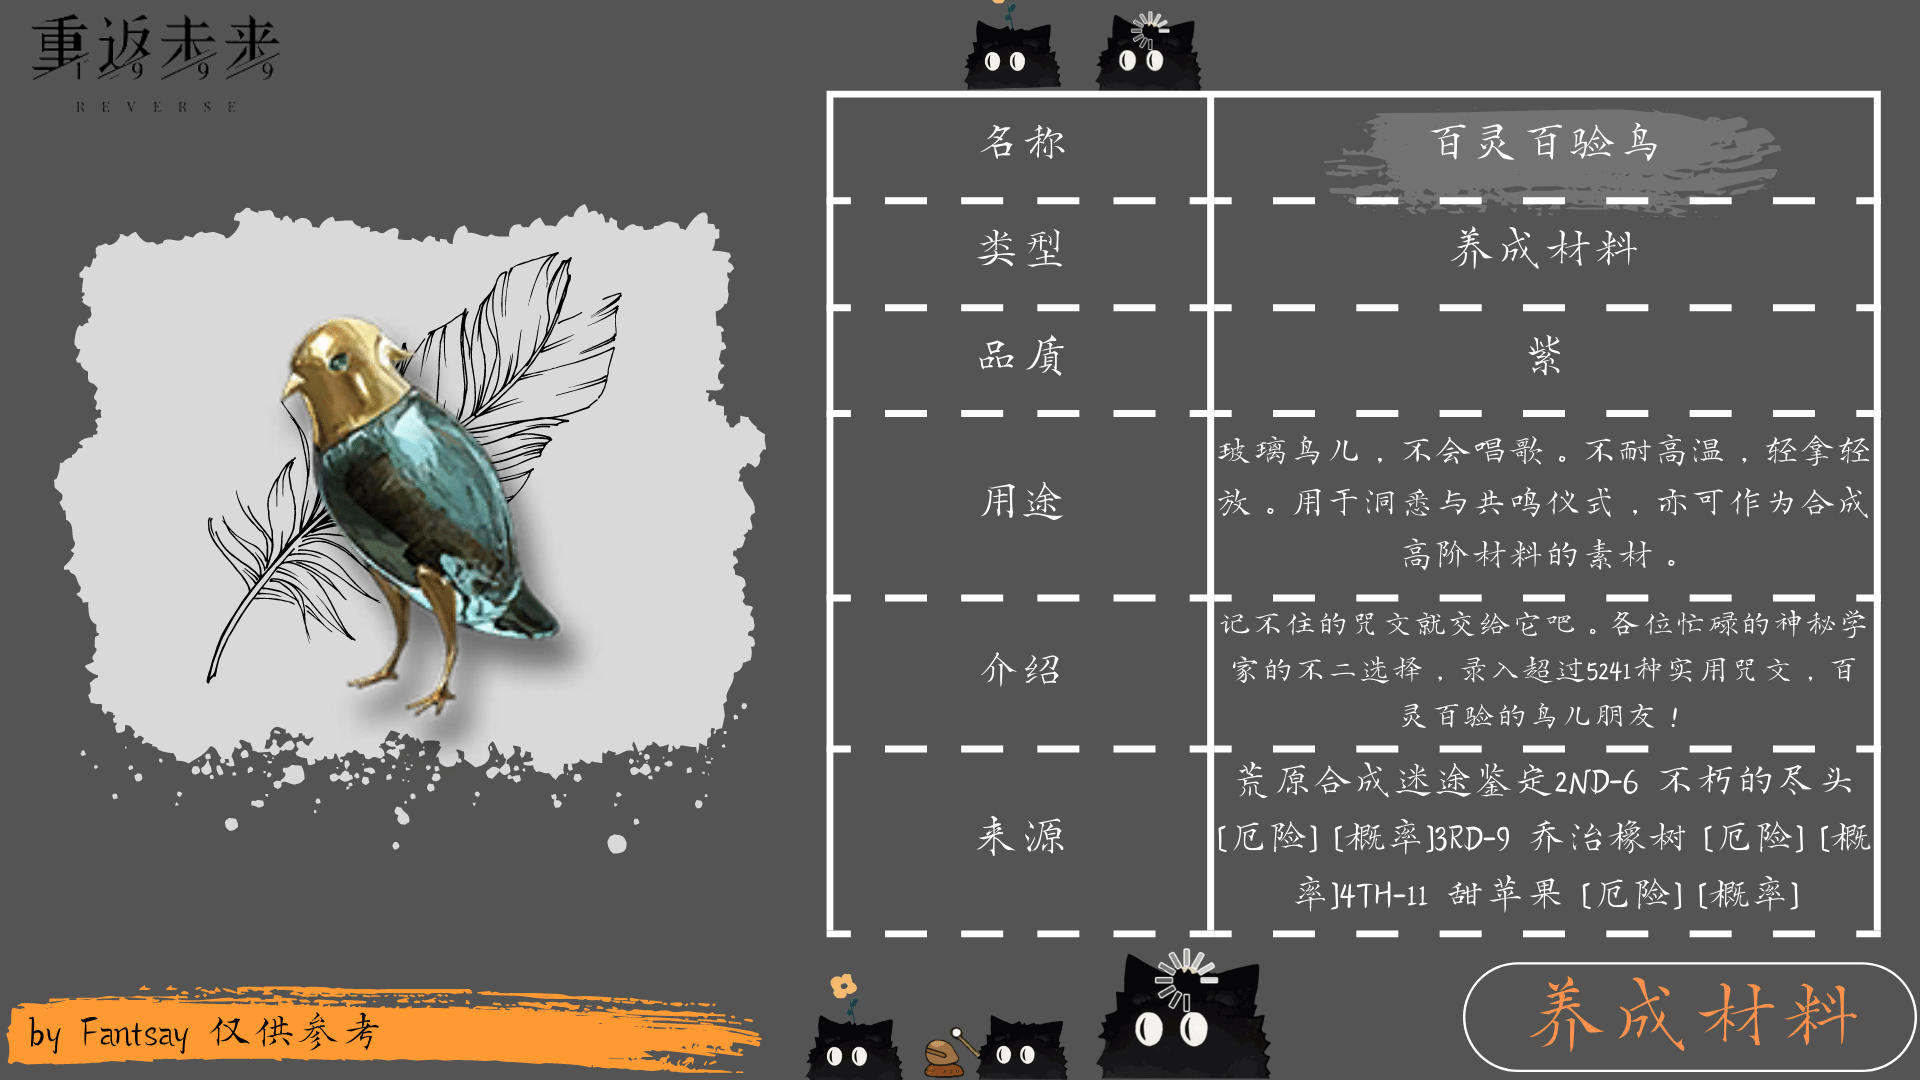 重返未来
1999
REVERSE
名称
百灵百验鸟
类型
养成材料
品质
紫
用途
玻璃鸟儿，不会唱歌。不耐高温，轻拿轻
放。用于洞悉与共鸣仪式，亦可作为合成
高阶材料的素材。
介绍
记不住的咒文就交给它吧。各位忙碌的神秘学
家的不二选择，录入超过5241种实用咒文，百
灵百验的鸟儿朋友！
来源
荒原合成迷途鉴定2ND-6 不朽的尽头
[厄险] [概率]3RD-9 乔治橡树 [厄险] [概
率]4TH-11 甜苹果 [厄险] [概率]
by Fantsay 仅供参考
养成材料